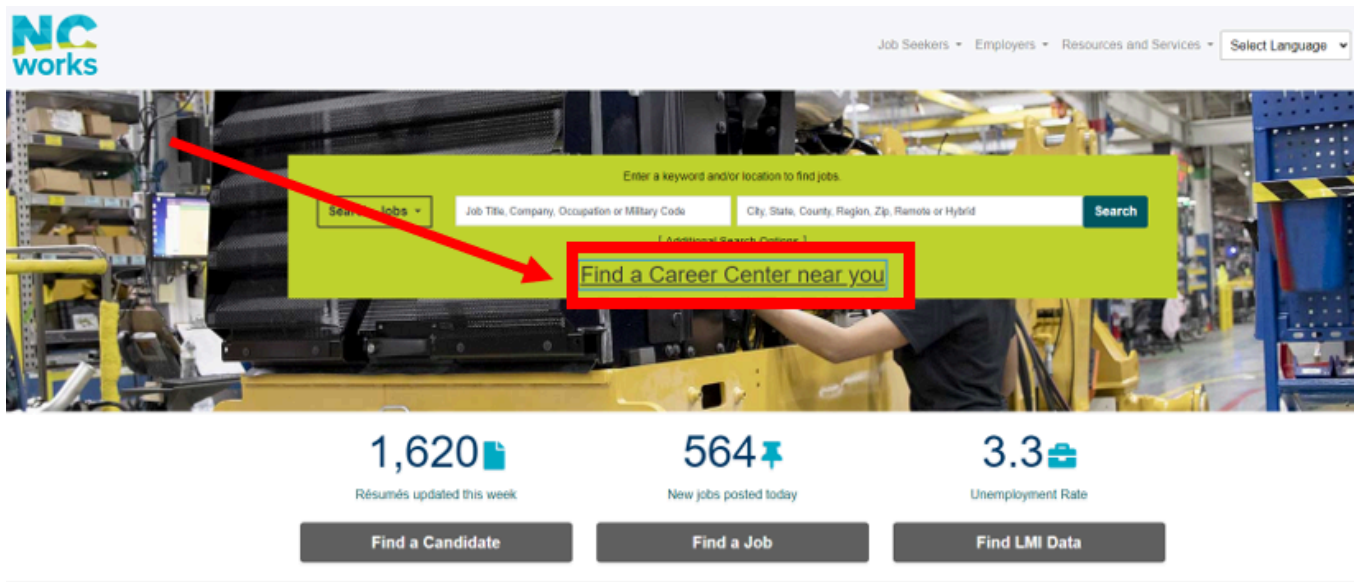 NC
works
Job Seekers Employers Resources and Services Select Language
Enter a keyword and/or location to find jobs.
Search Jobs Job Title, Company, Occupation or Military Code City, State, County, Region, Zip, Remote or Hybrid Search
[ Additional Search Options ]
Find a Career Center near you
1,620 564 3.3
Résumés updated this week New jobs posted today Unemployment Rate
Find a Candidate Find a Job Find LMI Data